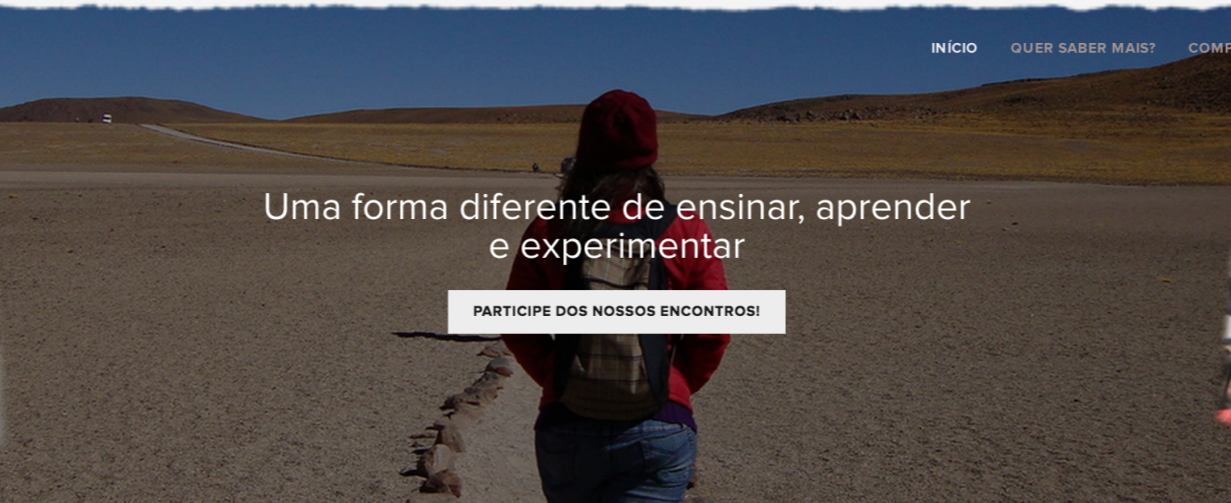 INÍCIO QUER SABER MAIS?
Uma forma diferente de ensinar, aprender
e experimentar
PARTICIPE DOS NOSSOS ENCONTROS!